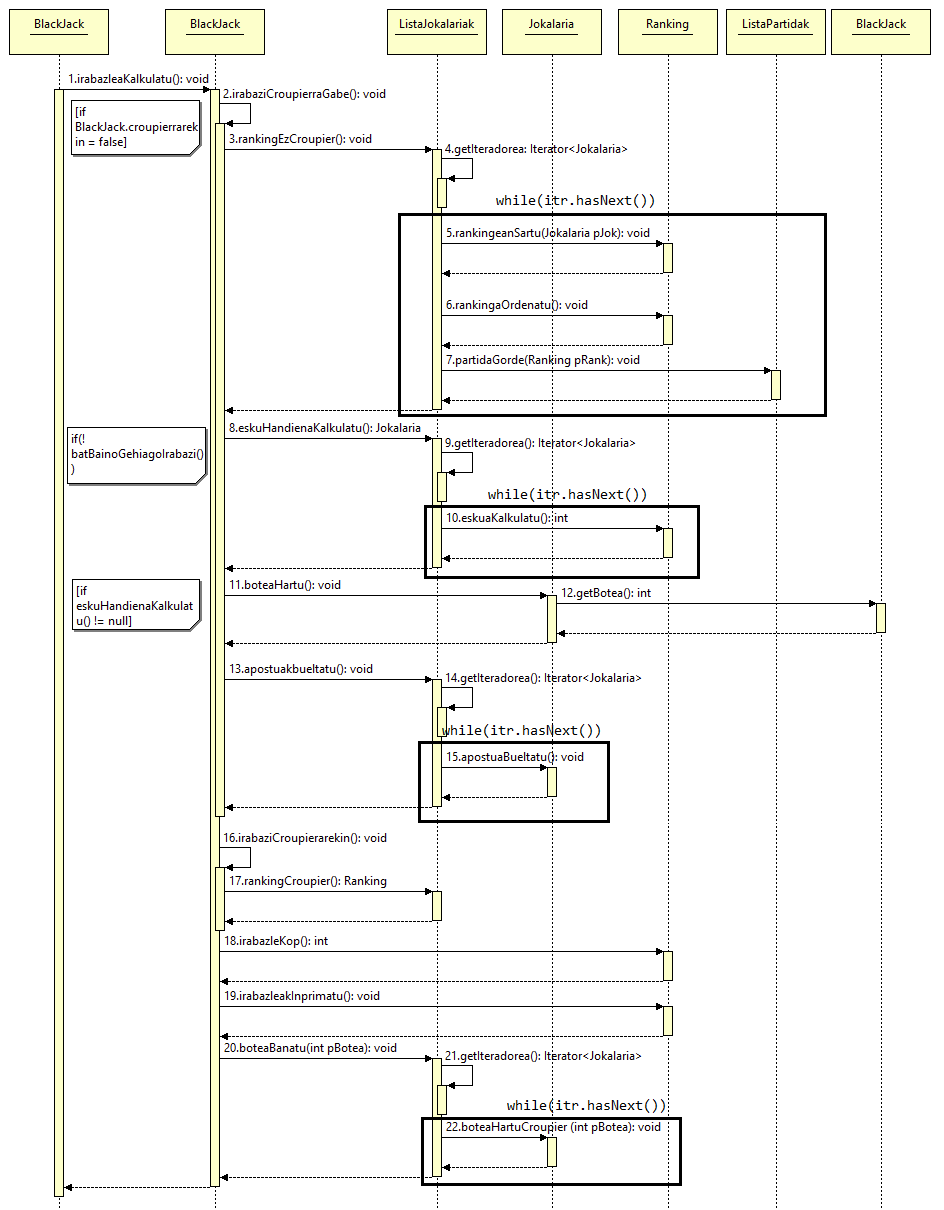 BlackJack
BlackJack
ListaJokalariak
Jokalaria
Ranking
ListaPartidak
BlackJack
1.irabazleaKalkulatu(): void
2.irabaziCroupierraGabe(): void
[if
BlackJack.croupierrarek
in = false]
3.rankingEzCroupier(): void
4.getIteradorea: Iterator<Jokalaria>
while(itr.hasNext())
5.rankingeanSartu(Jokalaria pJok): void
6.rankingaOrdenatu(): void
7.partidaGorde(Ranking pRank): void
8.eskuHandienaKalkulatu(): Jokalaria
if(!
batBainoGehiagoIrabazi()
)
9.getIteradorea(): Iterator<Jokalaria>
while(itr.hasNext())
10.eskuaKalkulatu(): int
11.boteaHartu(): void
12.getBotea(): int
[if
eskuHandienaKalkulat
u() != null]
13.apostuakbueltatu(): void
14.getIteradorea(): Iterator<Jokalaria>
while(itr.hasNext())
15.apostuaBueltatu(): void
16.irabaziCroupierarekin(): void
17.rankingCroupier(): Ranking
18.irabazleKop(): int
19.irabazleakInprimatu(): void
20.boteaBanatu(int pBotea): void
21.getIteradorea(): Iterator<Jokalaria>
while(itr.hasNext())
22.boteaHartuCroupier (int pBotea): void